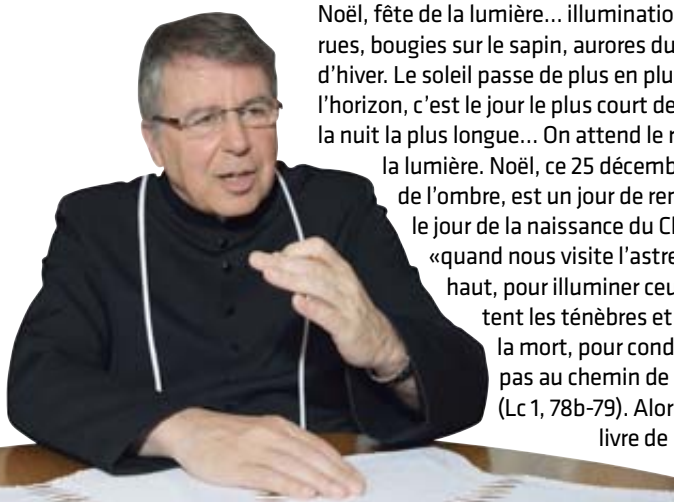 Noël, fête de la lumière… illuminatio
rues, bougies sur le sapin, aurores du
d’hiver. Le soleil passe de plus en plu
l’horizon, c’est le jour le plus court de
la nuit la plus longue… On attend le r
la lumière. Noël, ce 25 décemb
de l’ombre, est un jour de ren
le jour de la naissance du Cl
«quand nous visite l’astre
haut, pour illuminer ceu
tent les ténèbres et
la mort, pour cond
pas au chemin de
(Lc 1, 78b-79). Alor
livre de